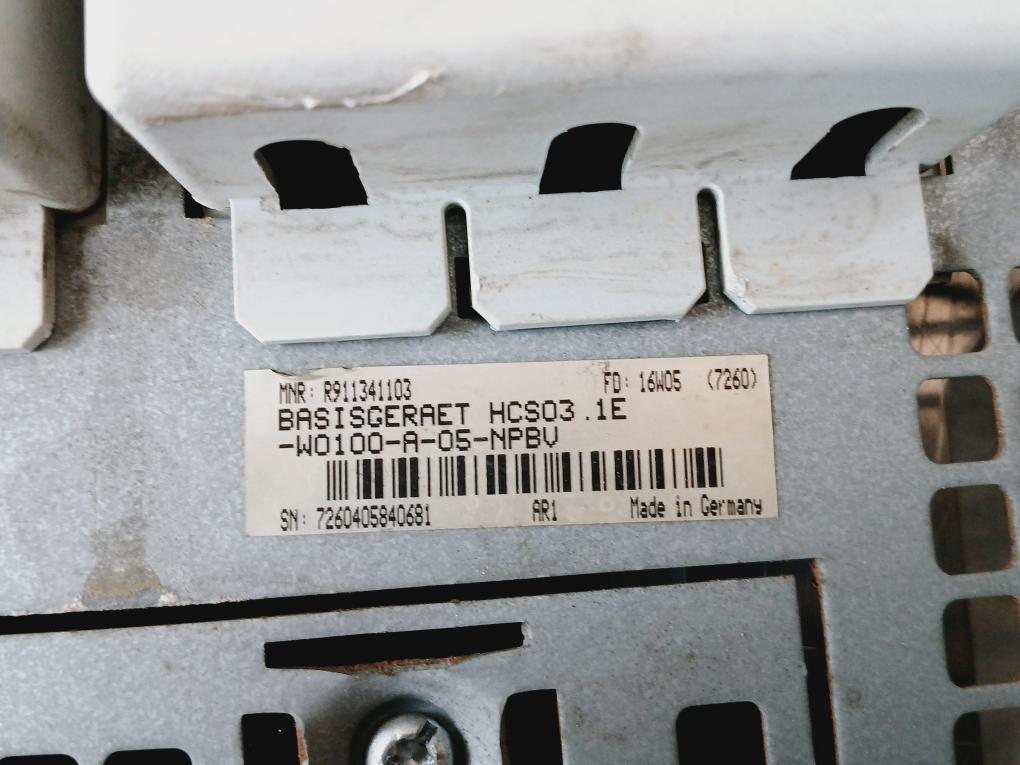 MNR: R911341103 FD: 16W05 (7260)
BASISGERAET HCS03.1E
-W0100-A-05-NPBV
SN: 7260405840681 AR1 Made in Germany